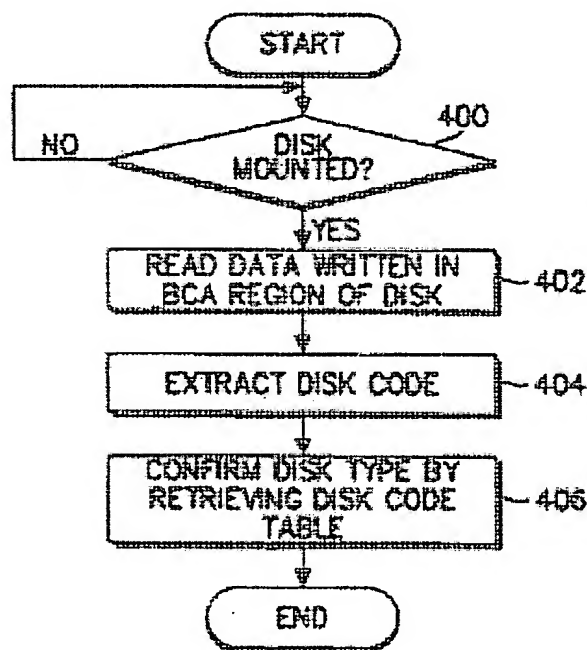 START
400
NO
DISK
MOUNTED?
YES
READ DATA WRITTEN IN
BCA REGION OF DISK
402
EXTRACT DISK CODE
404
CONFIRM DISK TYPE BY
RETRIEVING DISK CODE
TABLE
406
END